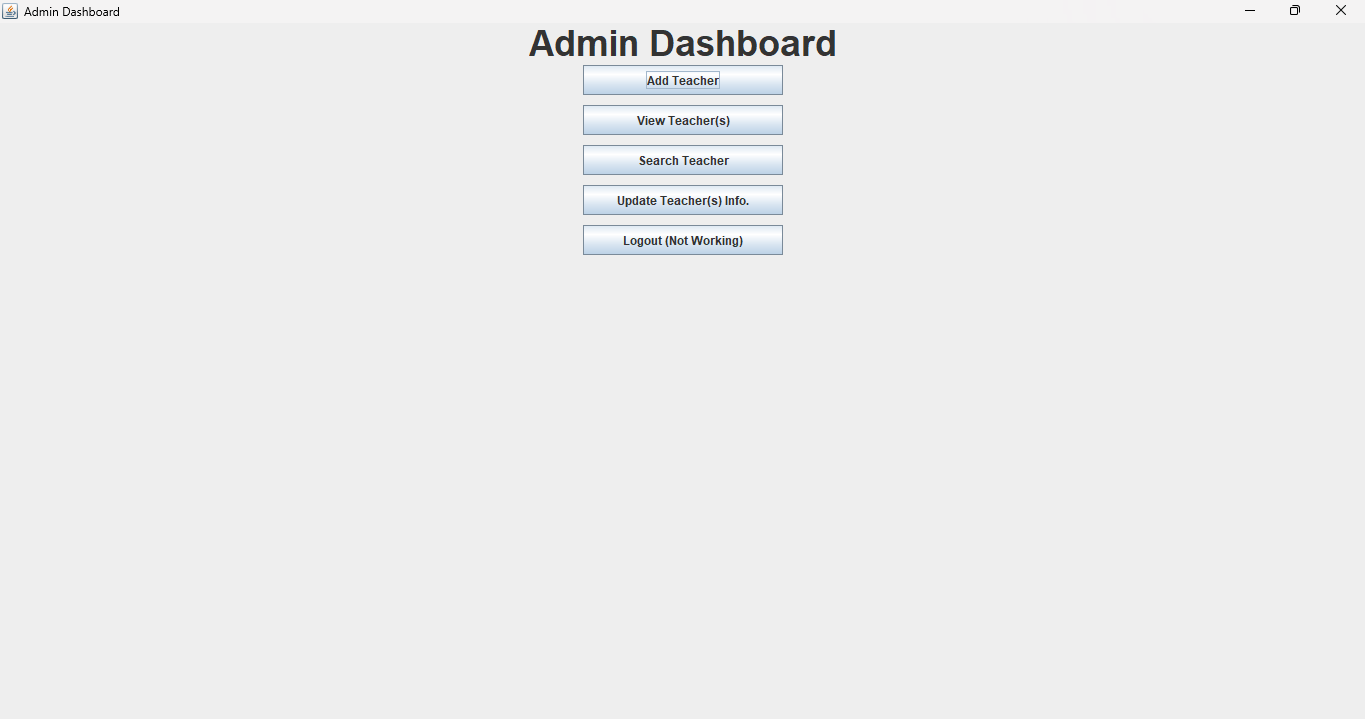 Admin Dashboard
Admin Dashboard
Add Teacher
View Teacher(s)
Search Teacher
Update Teacher(s) Info.
Logout (Not Working)